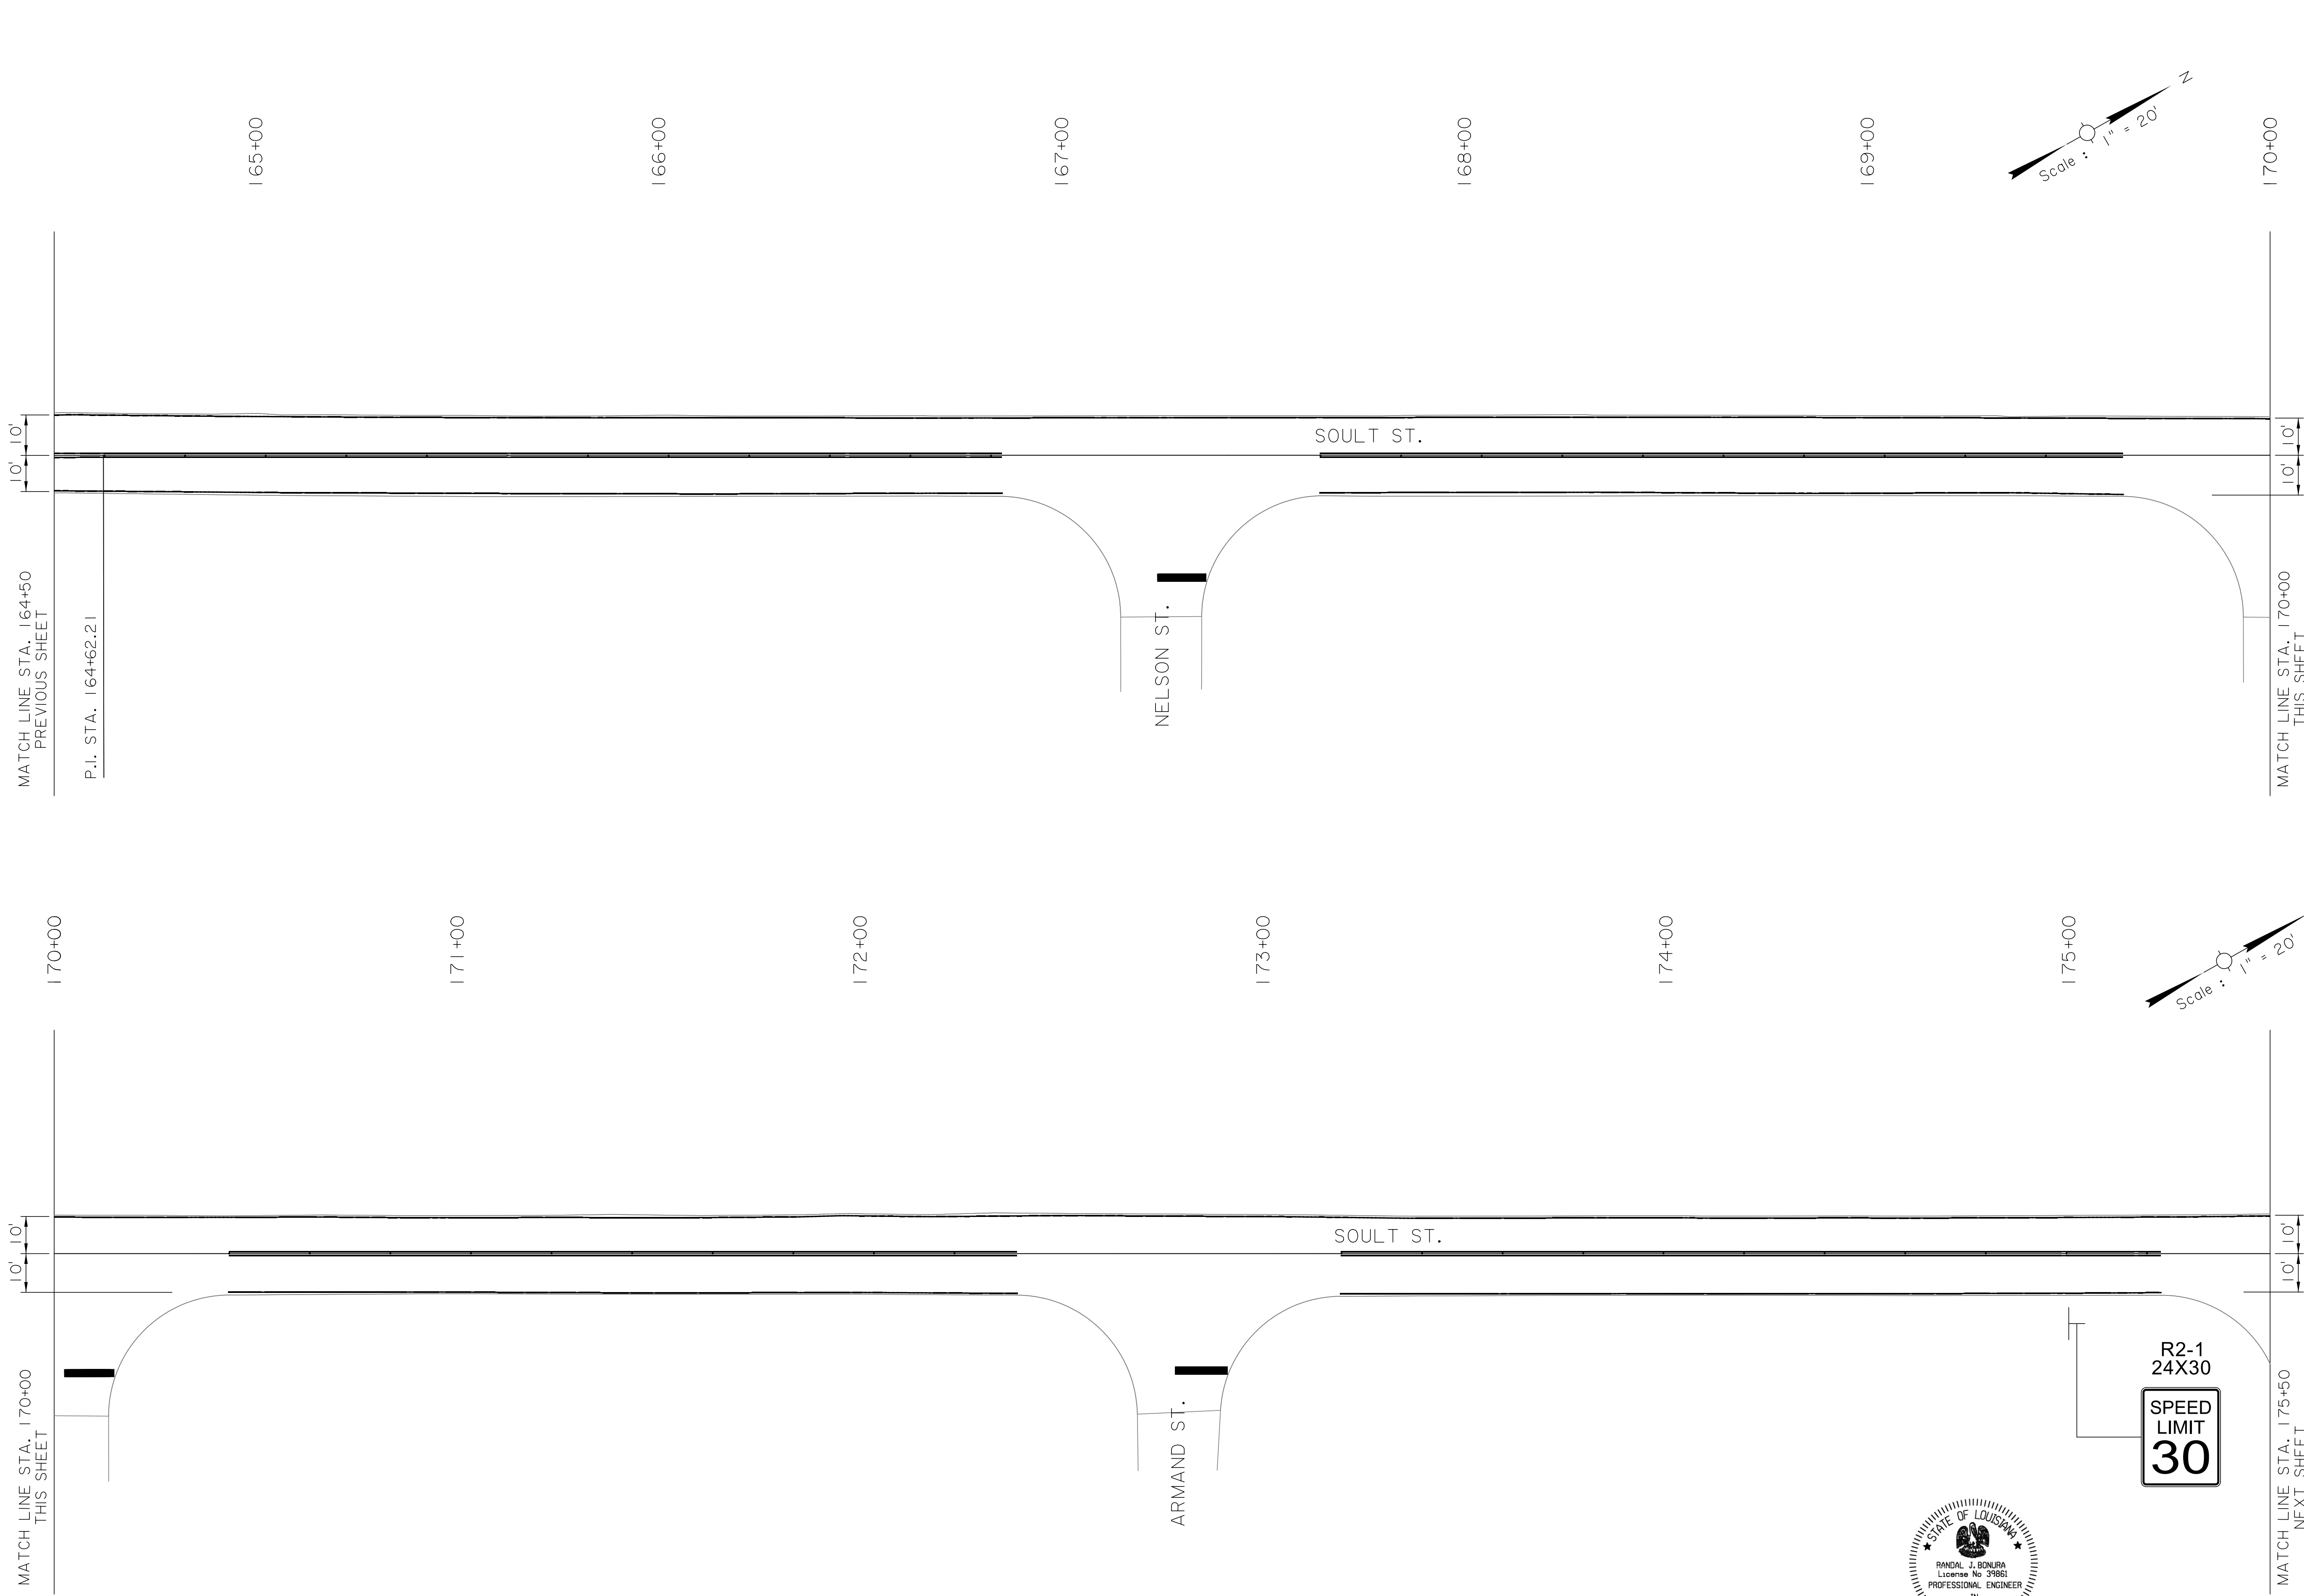 165+00
166+00
167+00
168+00
169+00
170+00
N
Scale : 1" = 20'
10'
10'
SOULT ST.
10'
10'
MATCH LINE STA. 164+50
PREVIOUS SHEET
P.I. STA. 164+62.21
NELSON ST.
MATCH LINE STA. 170+00
THIS SHEET
170+00
171+00
172+00
173+00
174+00
175+00
Scale : 1" = 20'
10'
10'
SOULT ST.
10'
10'
MATCH LINE STA. 170+00
THIS SHEET
ARMAND ST.
R2-1
24X30
SPEED
LIMIT
30
MATCH LINE STA. 175+50
NEXT SHEET
STATE OF LOUISIANA
RANDAL J. BONURA
License No 39861
PROFESSIONAL ENGINEER